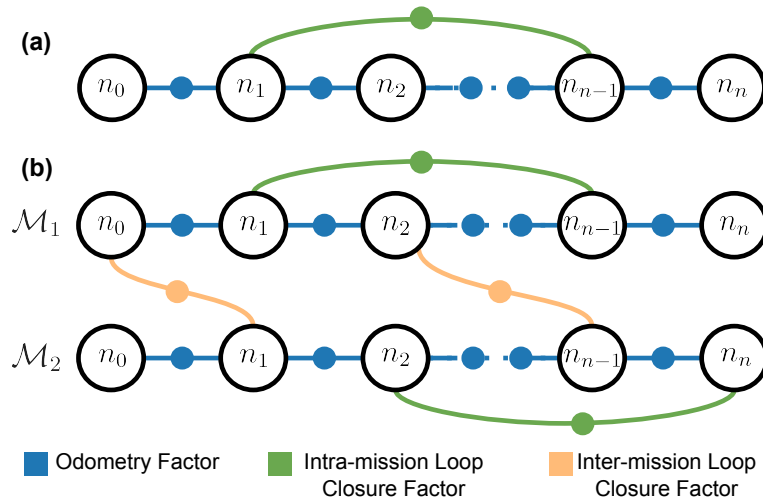 (a)
n₀ n₁ n₂ nₙ₋₁ nₙ
(b)
ℳ₁ n₀ n₁ n₂ nₙ₋₁ nₙ
ℳ₂ n₀ n₁ n₂ nₙ₋₁ nₙ
Odometry Factor
Intra-mission Loop
Closure Factor
Inter-mission Loop
Closure Factor